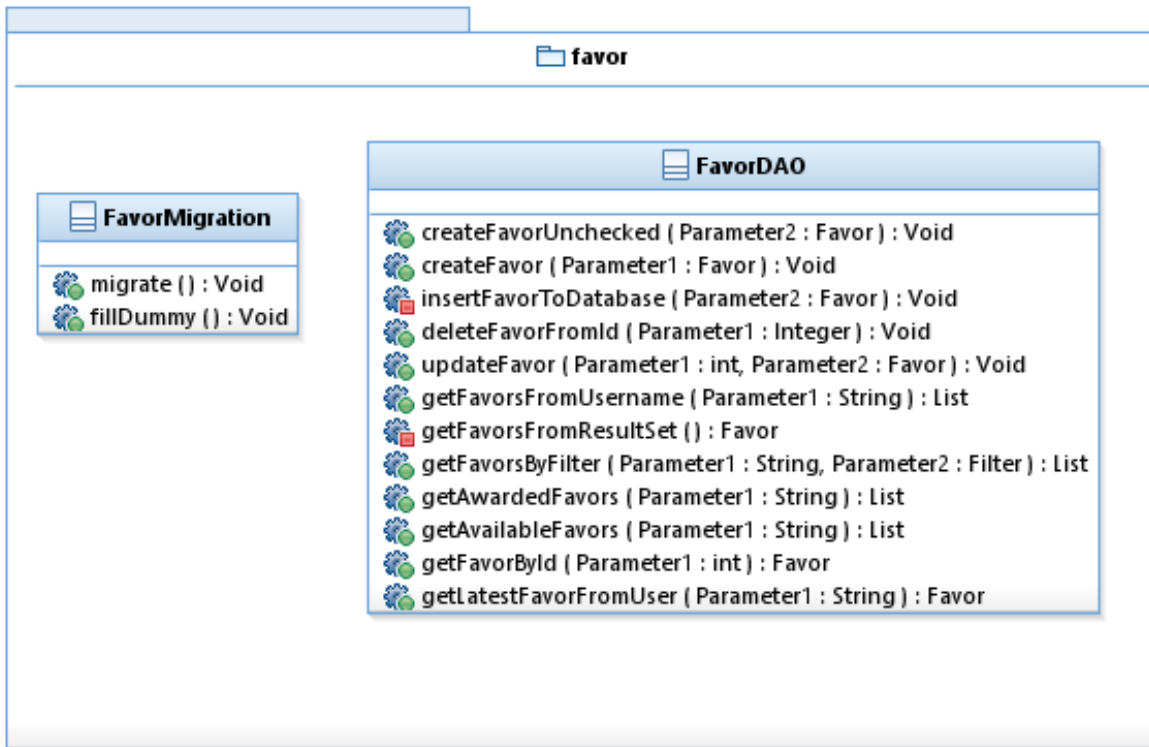 favor
FavorMigration
migrate () : Void
fillDummy () : Void
FavorDAO
createFavorUnchecked ( Parameter2 : Favor ) : Void
createFavor ( Parameter1 : Favor ) : Void
insertFavorToDatabase ( Parameter2 : Favor ) : Void
deleteFavorFromId ( Parameter1 : Integer ) : Void
updateFavor ( Parameter1 : int, Parameter2 : Favor ) : Void
getFavorsFromUsername ( Parameter1 : String ) : List
getFavorsFromResultSet () : Favor
getFavorsByFilter ( Parameter1 : String, Parameter2 : Filter ) : List
getAwardedFavors ( Parameter1 : String ) : List
getAvailableFavors ( Parameter1 : String ) : List
getFavorById ( Parameter1 : int ) : Favor
getLatestFavorFromUser ( Parameter1 : String ) : Favor